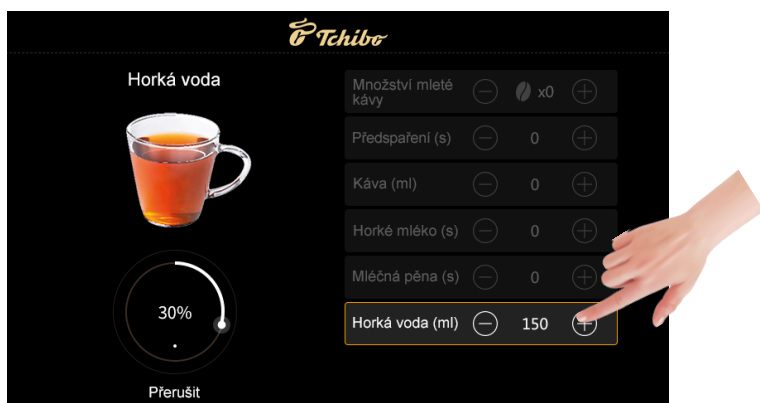 Tchibo
Horká voda
Množství mleté
kávy
x0
Předspaření (s)
0
Káva (ml)
0
Horké mléko (s)
0
Mléčná pěna (s)
0
Horká voda (ml)
150
30%
Přerušit